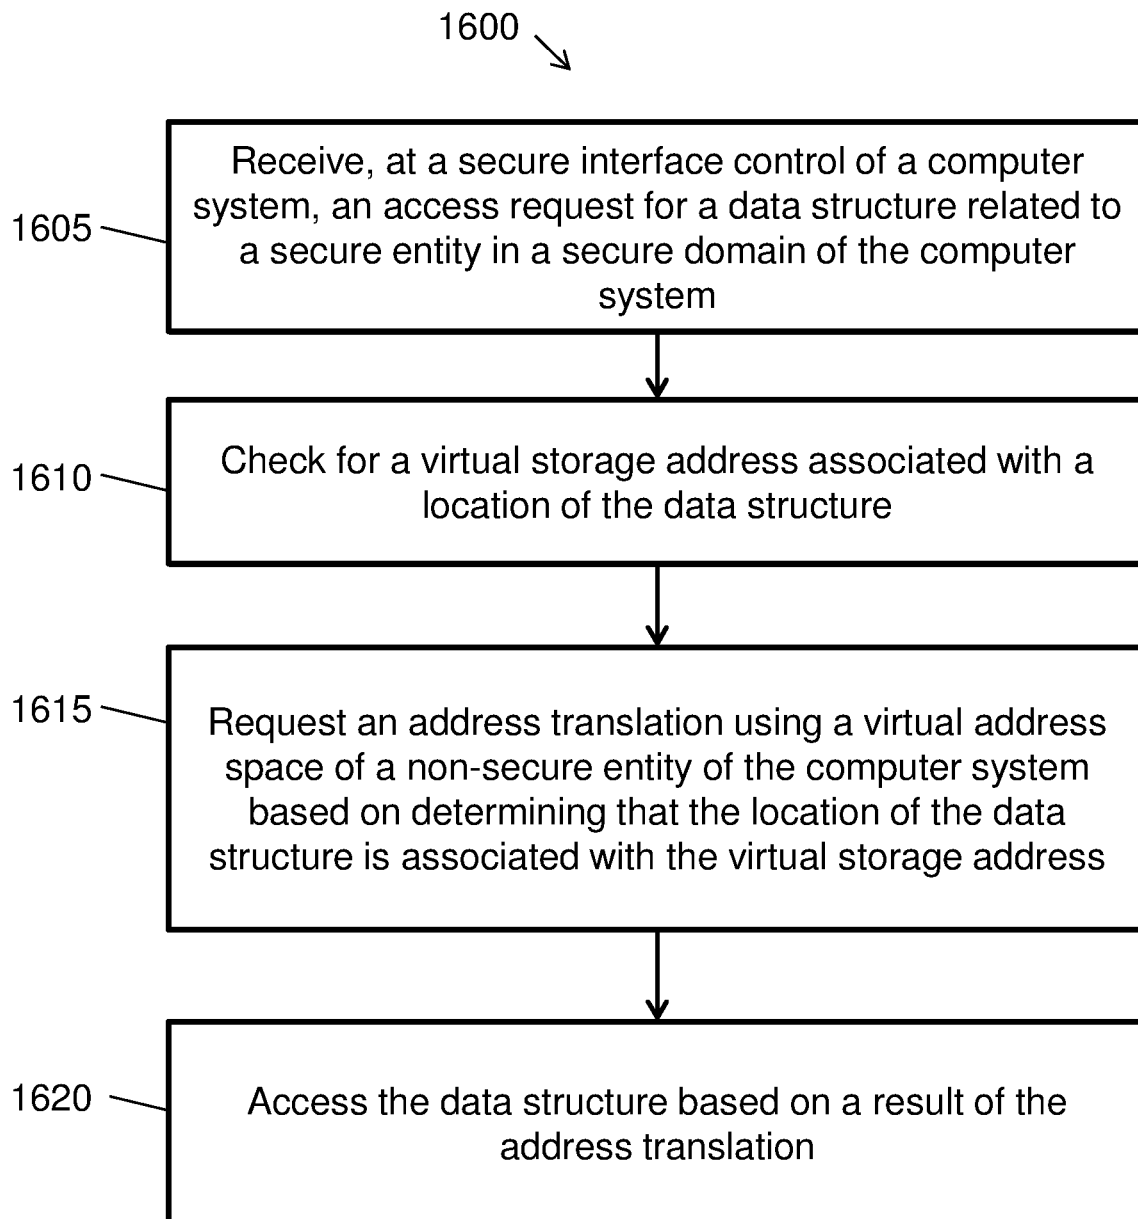 1600
Receive, at a secure interface control of a computer
system, an access request for a data structure related to
a secure entity in a secure domain of the computer
system
1605
Check for a virtual storage address associated with a
location of the data structure
1610
Request an address translation using a virtual address
space of a non-secure entity of the computer system
based on determining that the location of the data
structure is associated with the virtual storage address
1615
Access the data structure based on a result of the
address translation
1620